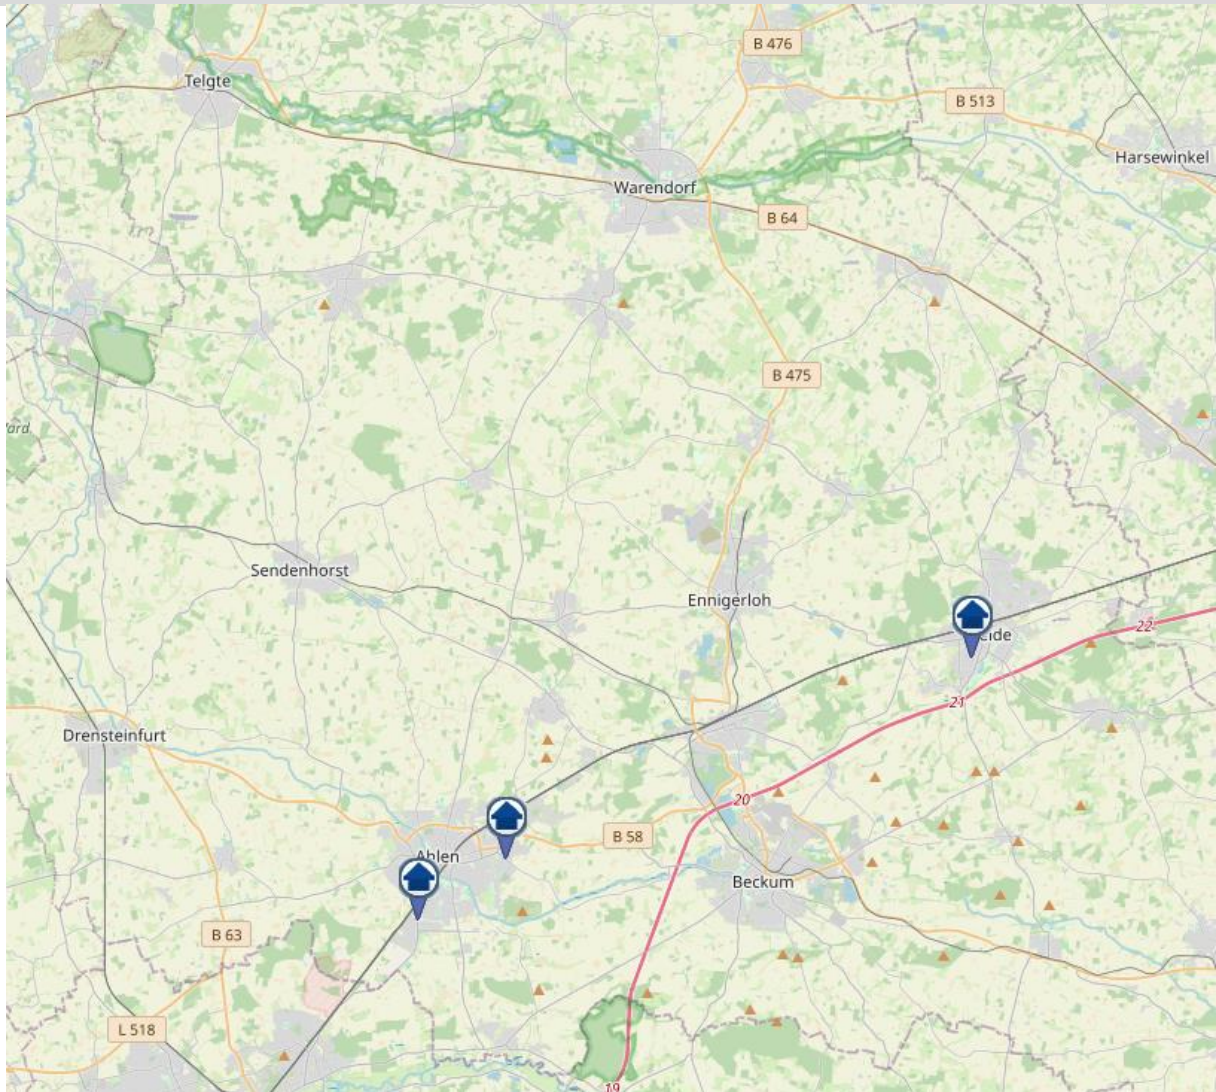 B 476
Telgte
B 513
Harsewinkel
Warendorf
B 64
B 475
Sendenhorst
Ennigerloh
22
21
Drensteinfurt
20
B 58
Ahlen
Beckum
B 63
L 518
19